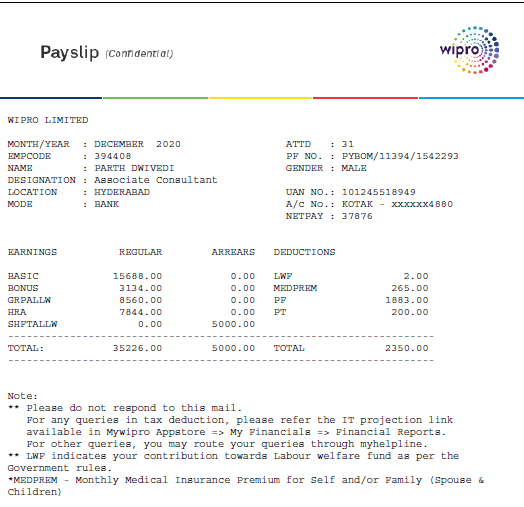 Payslip (Confidential)
wipro
WIPRO LIMITED
MONTH/YEAR : DECEMBER 2020 ATTD : 31
EMPCODE : 394408 PF NO. : PYBOM/11394/1542293
NAME : PARTH DWIVEDI GENDER : MALE
DESIGNATION : Associate Consultant
LOCATION : HYDERABAD UAN NO.: 101245518949
MODE : BANK A/c No.: KOTAK - xxxxxx4880
NETPAY : 37876
EARNINGS REGULAR ARREARS DEDUCTIONS
BASIC 15688.00 0.00 LWF 2.00
BONUS 3134.00 0.00 MEDPREM 265.00
GRPALLW 8560.00 0.00 PF 1883.00
HRA 7844.00 0.00 PT 200.00
SHFTALLW 0.00 5000.00
TOTAL: 35226.00 5000.00 TOTAL 2350.00
Note:
** Please do not respond to this mail.
For any queries in tax deduction, please refer the IT projection link
available in Mywipro Appstore => My Financials => Financial Reports.
For other queries, you may route your queries through myhelpline.
** LWF indicates your contribution towards Labour welfare fund as per the
Government rules.
*MEDPREM - Monthly Medical Insurance Premium for Self and/or Family (Spouse &
Children)